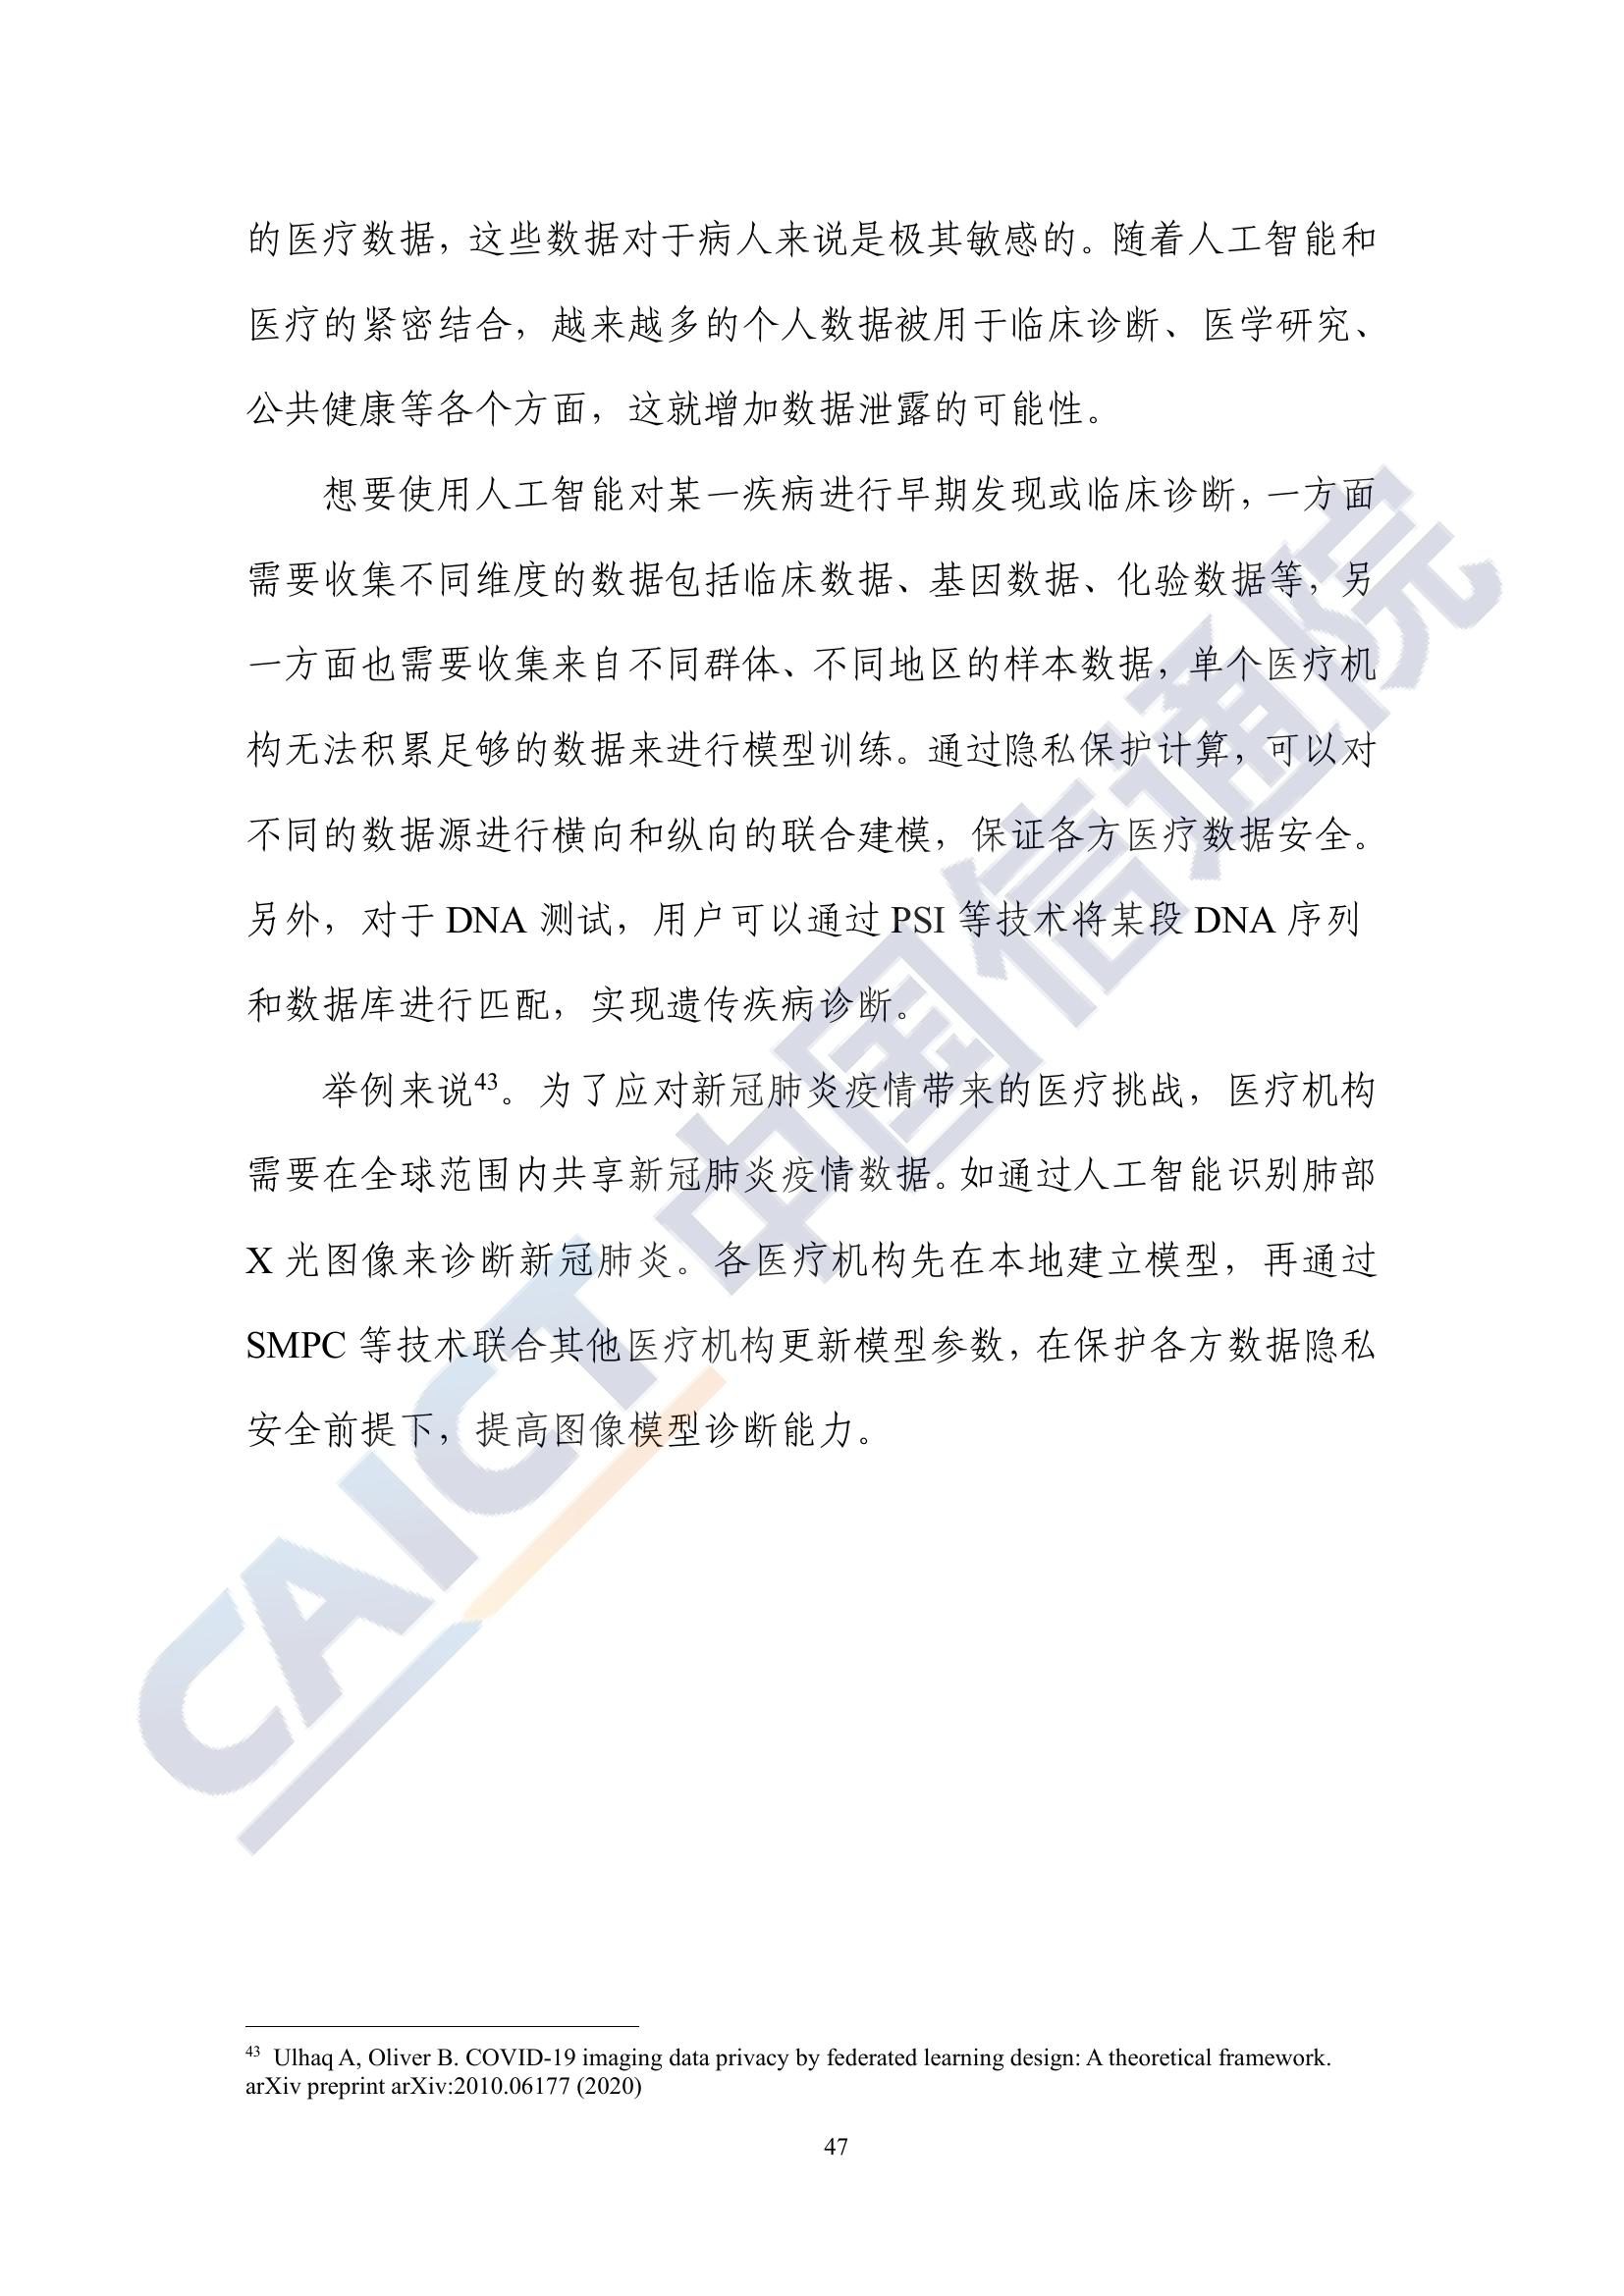 的医疗数据，这些数据对于病人来说是极其敏感的。随着人工智能和
医疗的紧密结合，越来越多的个人数据被用于临床诊断、医学研究、
公共健康等各个方面，这就增加数据泄露的可能性。
想要使用人工智能对某一疾病进行早期发现或临床诊断，一方面
需要收集不同维度的数据包括临床数据、基因数据、化验数据等，另
一方面也需要收集来自不同群体、不同地区的样本数据，单个医疗机
构无法积累足够的数据来进行模型训练。通过隐私保护计算，可以对
不同的数据源进行横向和纵向的联合建模，保证各方医疗数据安全。
另外，对于 DNA 测试，用户可以通过 PSI 等技术将某段 DNA 序列
和数据库进行匹配，实现遗传疾病诊断。
举例来说43。为了应对新冠肺炎疫情带来的医疗挑战，医疗机构
需要在全球范围内共享新冠肺炎疫情数据。如通过人工智能识别肺部
X 光图像来诊断新冠肺炎。各医疗机构先在本地建立模型，再通过
SMPC 等技术联合其他医疗机构更新模型参数，在保护各方数据隐私
安全前提下，提高图像模型诊断能力。
CAICT 中国信通院
43 Ulhaq A, Oliver B. COVID-19 imaging data privacy by federated learning design: A theoretical framework.
arXiv preprint arXiv:2010.06177 (2020)
47